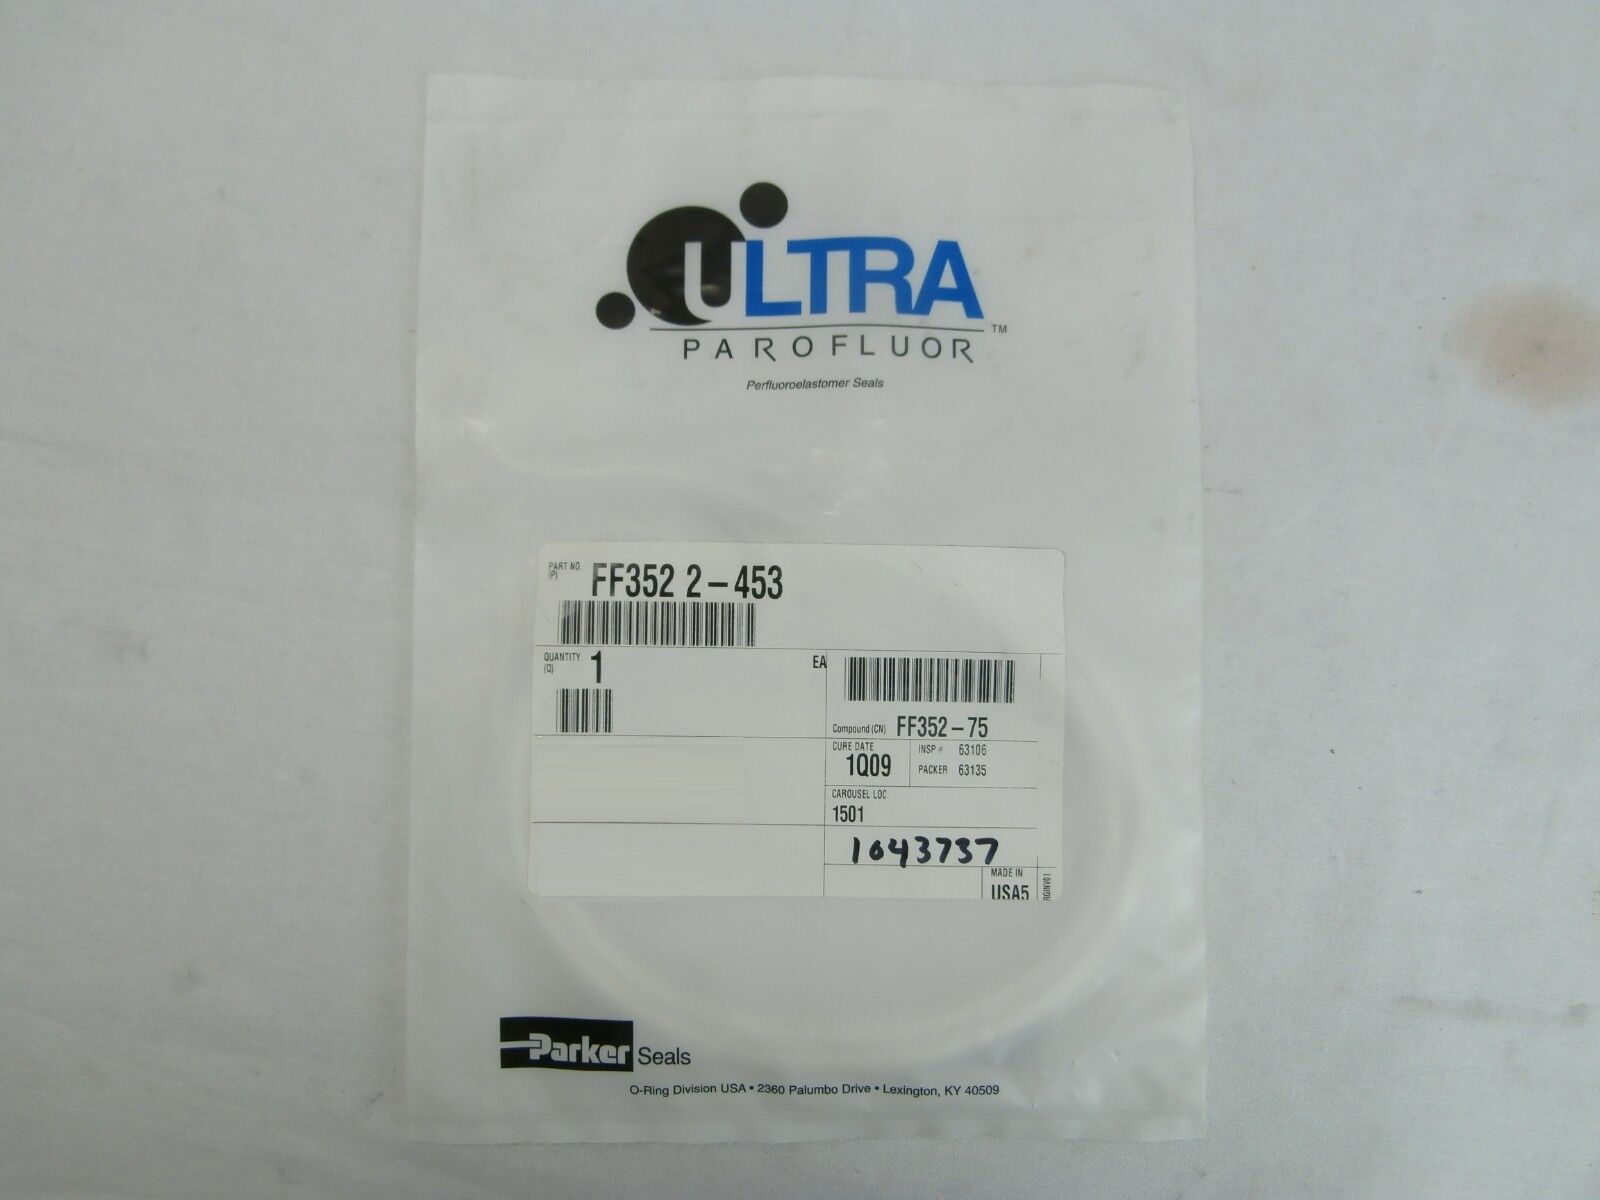 ULTRA
PAROFLUOR™
Perfluoroelastomer Seals
PART NO. FF352 2-453
(P)
QUANTITY 1 EA
(Q)
Compound (CN) FF352-75
CURE DATE INSP # 63106
1Q09 PACKER 63135
CAROUSEL LOC
1501
1043737
MADE IN
USA5
RGINV01
Parker Seals
O-Ring Division USA • 2360 Palumbo Drive • Lexington, KY 40509